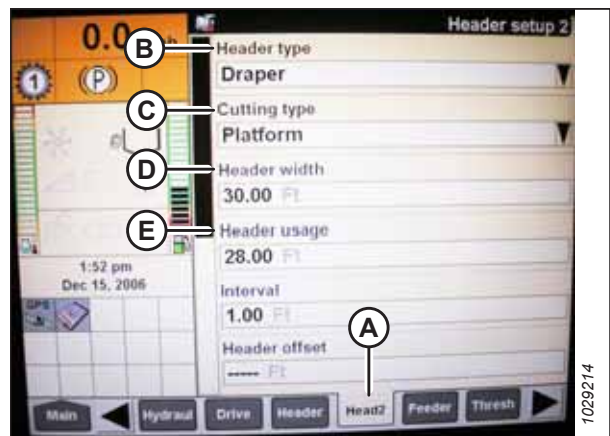 0.0
Header setup 2
B
Header type
Draper
1
(P)
C
Cutting type
Platform
D
Header width
30.00 Ft
E
Header usage
28.00 Ft
1:52 pm
Dec 15, 2006
Interval
1.00 Ft
GPS
A
Header offset
----- Ft
Main
Hydraul
Drive
Header
Head2
Feeder
Thresh
1029214